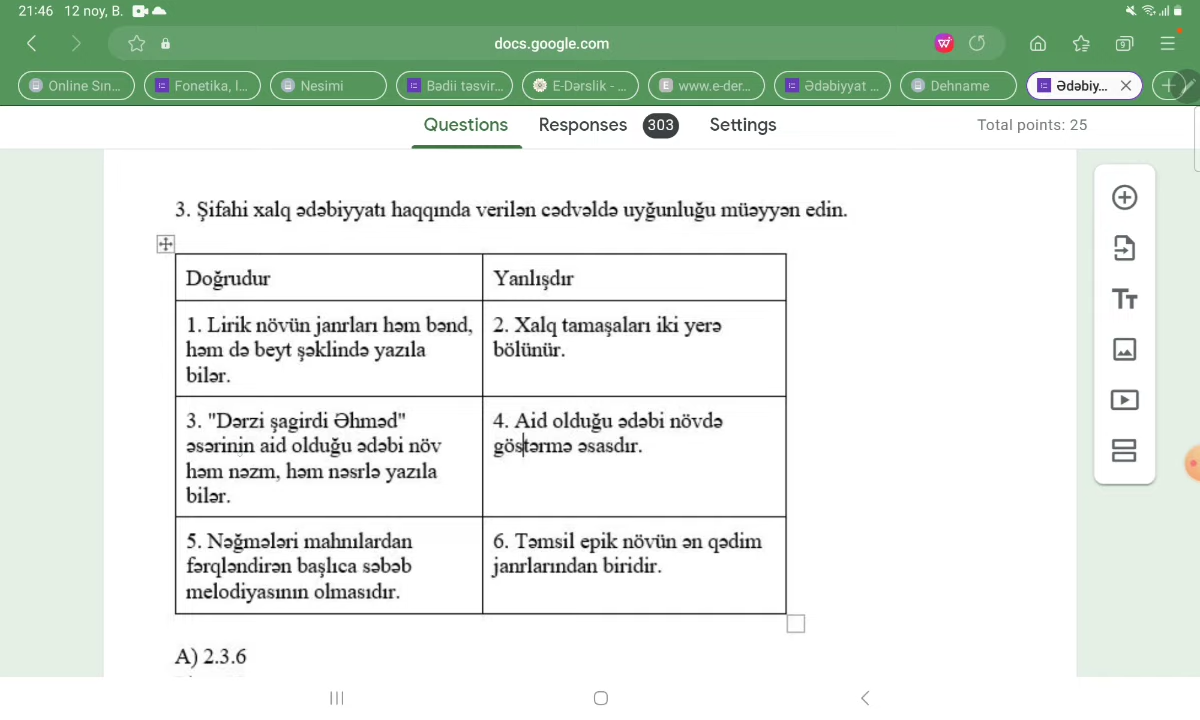 21:46 12 noy, B.
docs.google.com
9
Online Sın...
Fonetika, l...
Nesimi
Bədii təsvir...
E-Dərslik - ...
www.e-der...
Ədəbiyyat ...
Dehname
Ədəbiy...
Questions
Responses 303
Settings
Total points: 25
3. Şifahi xalq ədəbiyyatı haqqında verilən cədvəldə uyğunluğu müəyyən edin.
Doğrudur
Yanlışdır
1. Lirik növün janrları həm bənd,
həm də beyt şəklində yazıla
bilər.
2. Xalq tamaşaları iki yerə
bölünür.
3. "Dərzi şagirdi Əhməd"
əsərinin aid olduğu ədəbi növ
həm nəzm, həm nəsrlə yazıla
bilər.
4. Aid olduğu ədəbi növdə
göstərmə əsasdır.
5. Nəğmələri mahnılardan
fərqləndirən başlıca səbəb
melodiyasının olmasıdır.
6. Təmsil epik növün ən qədim
janrlarından biridir.
A) 2.3.6